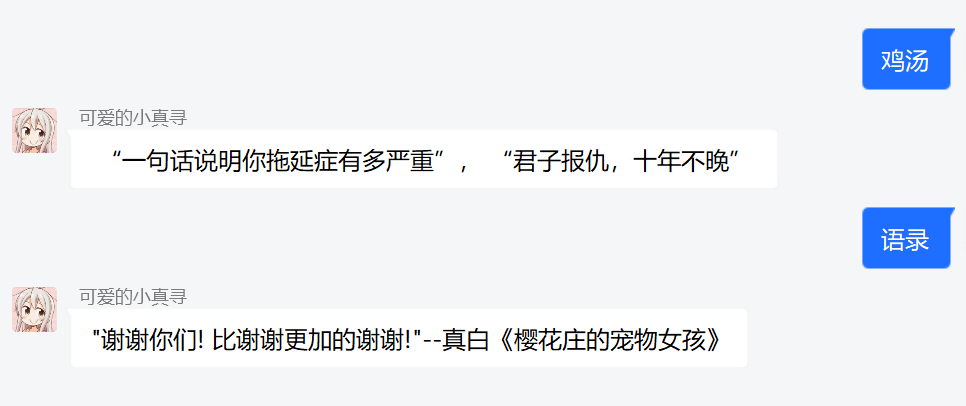 鸡汤
可爱的小真寻
“一句话说明你拖延症有多严重”， “君子报仇，十年不晚”
语录
可爱的小真寻
"谢谢你们! 比谢谢更加的谢谢!"--真白《樱花庄的宠物女孩》